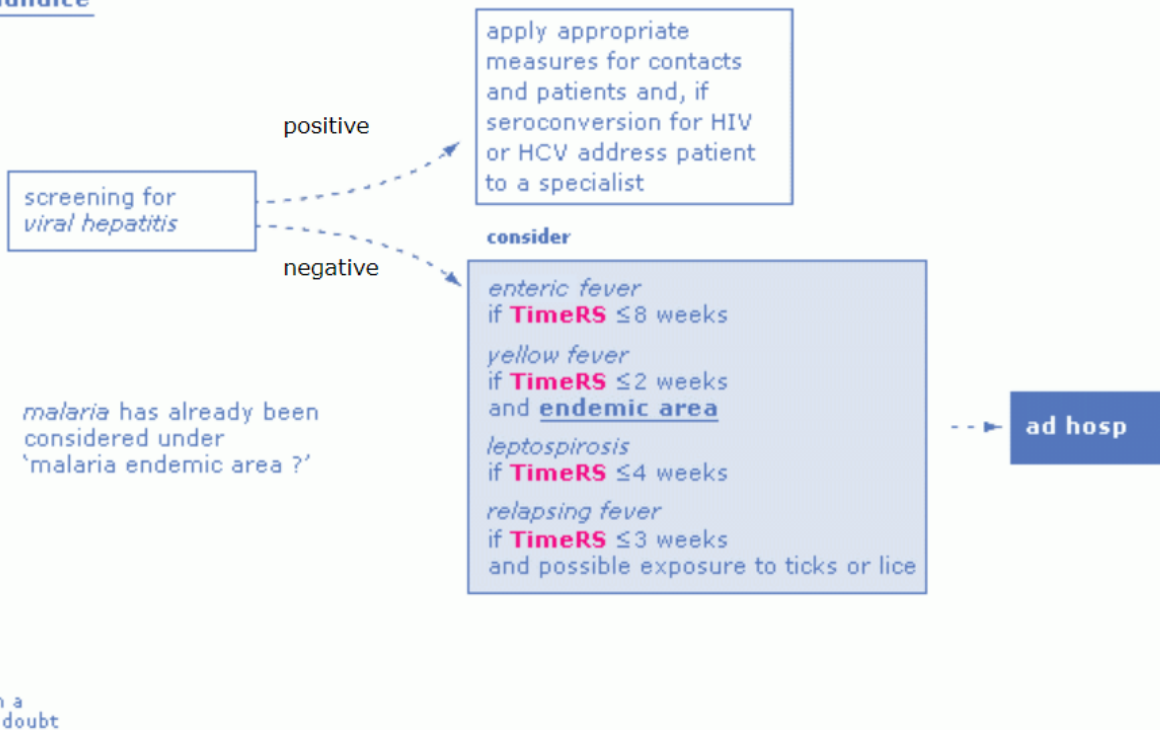 apply appropriate
measures for contacts
and patients and, if
seroconversion for HIV
or HCV address patient
to a specialist
positive
screening for
viral hepatitis
negative
consider
enteric fever
if TimeRS ≤8 weeks
yellow fever
if TimeRS ≤2 weeks
and endemic area
leptospirosis
if TimeRS ≤4 weeks
relapsing fever
if TimeRS ≤3 weeks
and possible exposure to ticks or lice
malaria has already been
considered under
‘malaria endemic area ?’
ad hosp
a
doubt